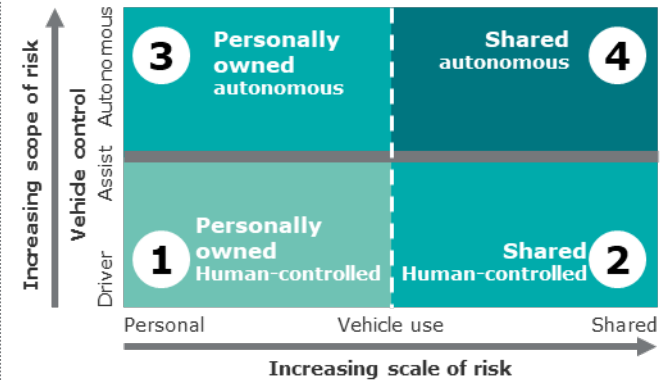 Increasing scope of risk
Vehicle control
Autonomous
Assist
Driver
3
Personally
owned
autonomous
Shared
autonomous
4
1
Personally
owned
Human-controlled
Shared
Human-controlled
2
Personal
Vehicle use
Shared
Increasing scale of risk